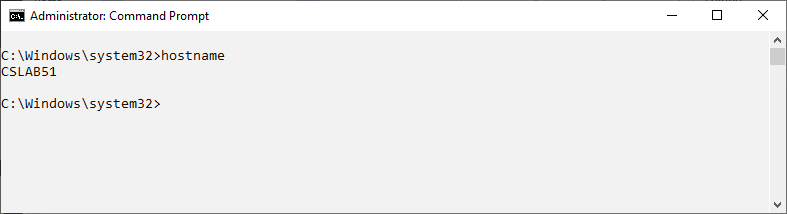 Administrator: Command Prompt
C:\Windows\system32>hostname
CSLAB51
C:\Windows\system32>